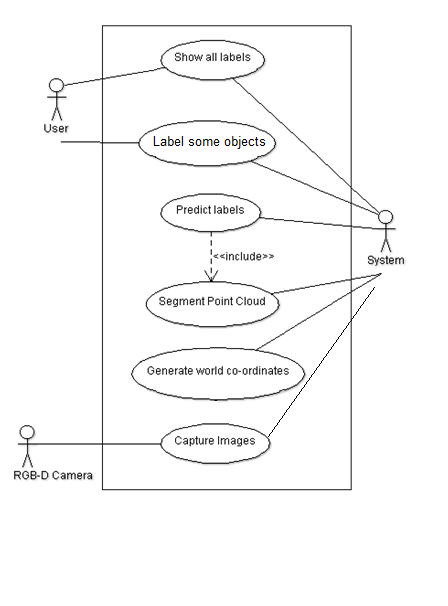 Show all labels
User
Label some objects
Predict labels
<<include>>
System
Segment Point Cloud
Generate world co-ordinates
Capture Images
RGB-D Camera